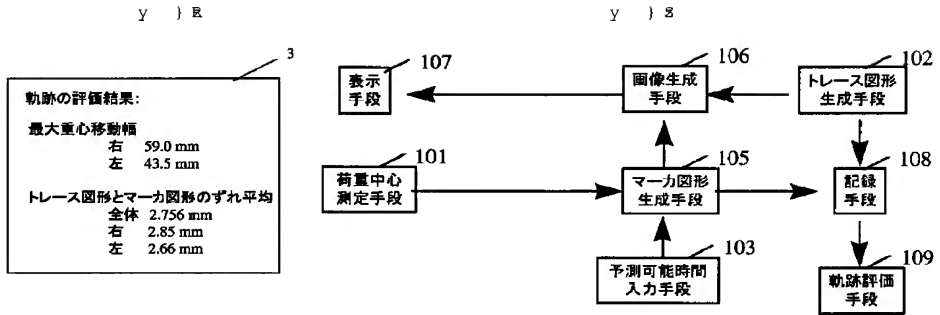 y } R
3
軌跡の評価結果:
最大重心移動幅
右 59.0 mm
左 43.5 mm
トレース図形とマーカ図形のずれ平均
全体 2.756 mm
右 2.85 mm
左 2.66 mm
y } S
107
表示
手段
106
画像生成
手段
102
トレース図形
生成手段
101
荷重中心
測定手段
105
マーカ図形
生成手段
108
記録
手段
103
予測可能時間
入力手段
109
軌跡評価
手段